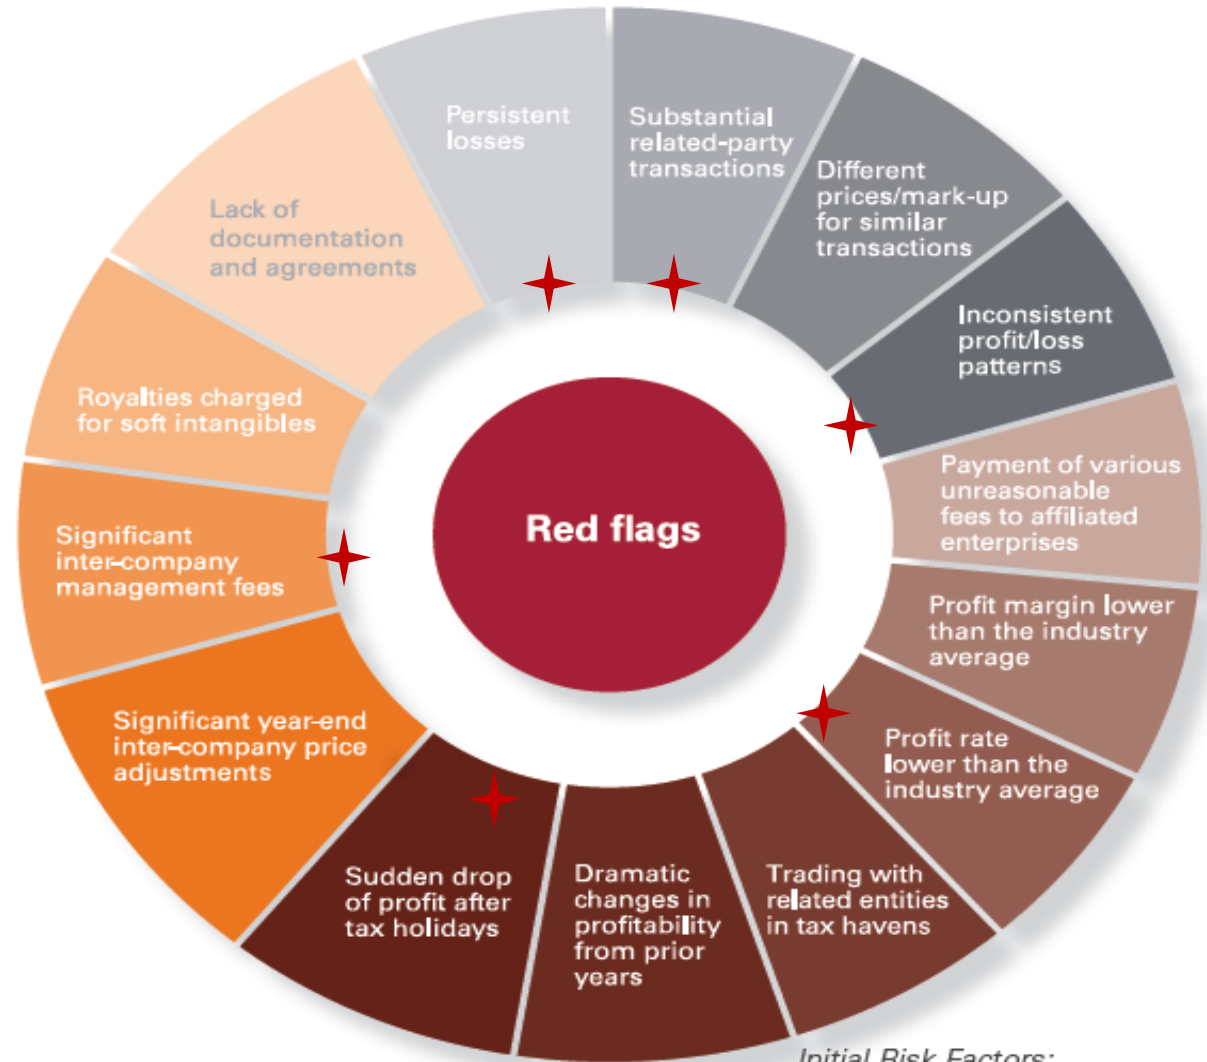 Persistent
losses
Substantial
related-party
transactions
Different
prices/mark-up
for similar
transactions
Inconsistent
profit/loss
patterns
Payment of various
unreasonable
fees to affiliated
enterprises
Profit margin lower
than the industry
average
Profit rate
lower than the
industry average
Trading with
related entities
in tax havens
Dramatic
changes in
profitability
from prior
years
Sudden drop
of profit after
tax holidays
Significant year-end
inter-company price
adjustments
Significant
inter-company
management fees
Royalties charged
for soft intangibles
Lack of
documentation
and agreements
Red flags
Initial Risk Factors: